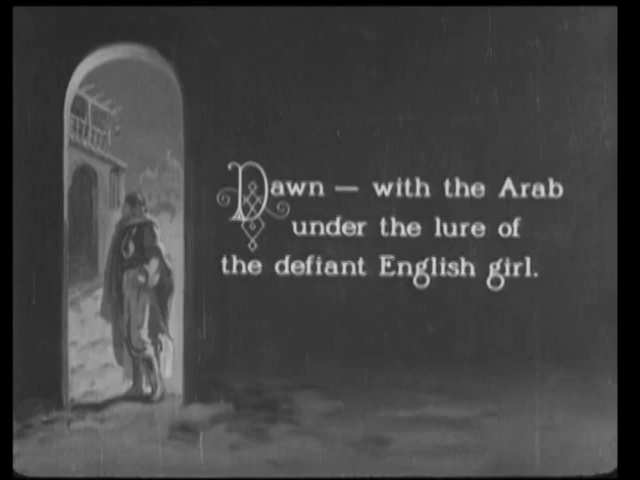 Dawn — with the Arab
under the lure of
the defiant English girl.